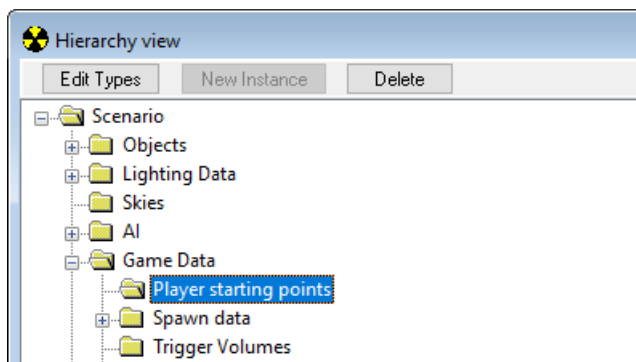 Hierarchy view
Edit Types New Instance Delete
Scenario
Objects
Lighting Data
Skies
AI
Game Data
Player starting points
Spawn data
Trigger Volumes